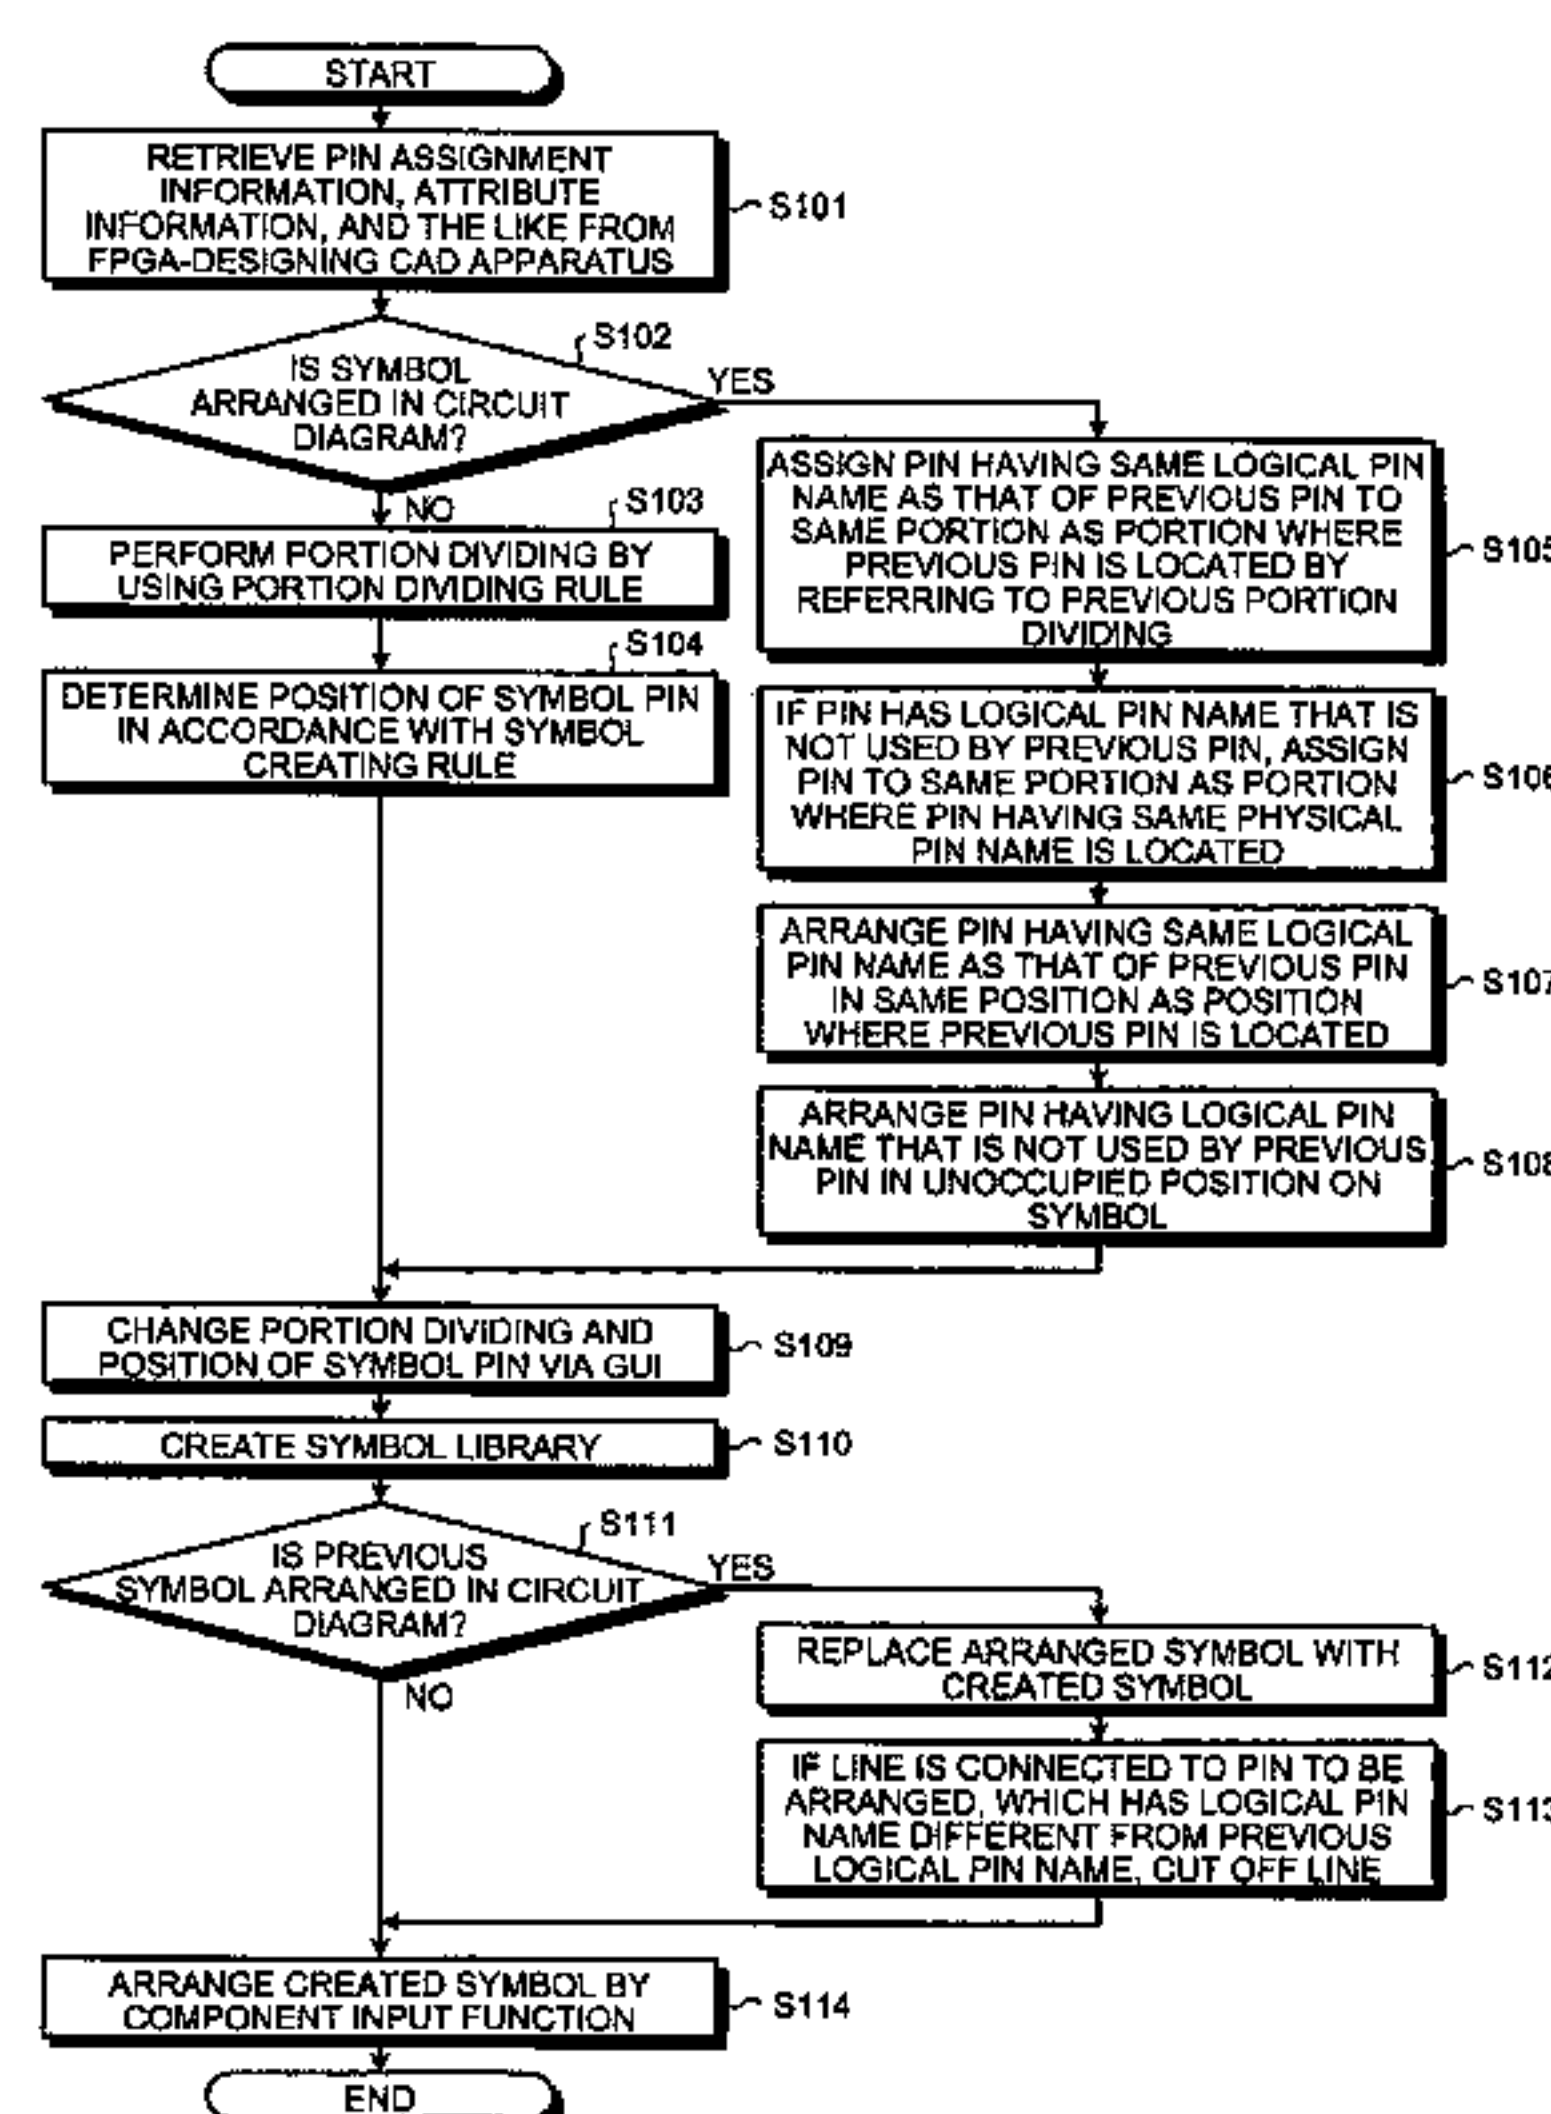 START
RETRIEVE PIN ASSIGNMENT
INFORMATION, ATTRIBUTE
INFORMATION, AND THE LIKE FROM
FPGA-DESIGNING CAD APPARATUS
S101
S102
IS SYMBOL
ARRANGED IN CIRCUIT
DIAGRAM?
YES
NO
S103
PERFORM PORTION DIVIDING BY
USING PORTION DIVIDING RULE
S104
DETERMINE POSITION OF SYMBOL PIN
IN ACCORDANCE WITH SYMBOL
CREATING RULE
ASSIGN PIN HAVING SAME LOGICAL PIN
NAME AS THAT OF PREVIOUS PIN TO
SAME PORTION AS PORTION WHERE
PREVIOUS PIN IS LOCATED BY
REFERRING TO PREVIOUS PORTION
DIVIDING
S105
IF PIN HAS LOGICAL PIN NAME THAT IS
NOT USED BY PREVIOUS PIN, ASSIGN
PIN TO SAME PORTION AS PORTION
WHERE PIN HAVING SAME PHYSICAL
PIN NAME IS LOCATED
S106
ARRANGE PIN HAVING SAME LOGICAL
PIN NAME AS THAT OF PREVIOUS PIN
IN SAME POSITION AS POSITION
WHERE PREVIOUS PIN IS LOCATED
S107
ARRANGE PIN HAVING LOGICAL PIN
NAME THAT IS NOT USED BY PREVIOUS
PIN IN UNOCCUPIED POSITION ON
SYMBOL
S108
CHANGE PORTION DIVIDING AND
POSITION OF SYMBOL PIN VIA GUI
S109
CREATE SYMBOL LIBRARY
S110
S111
IS PREVIOUS
SYMBOL ARRANGED IN CIRCUIT
DIAGRAM?
YES
NO
REPLACE ARRANGED SYMBOL WITH
CREATED SYMBOL
S112
IF LINE IS CONNECTED TO PIN TO BE
ARRANGED, WHICH HAS LOGICAL PIN
NAME DIFFERENT FROM PREVIOUS
LOGICAL PIN NAME, CUT OFF LINE
S113
ARRANGE CREATED SYMBOL BY
COMPONENT INPUT FUNCTION
S114
END